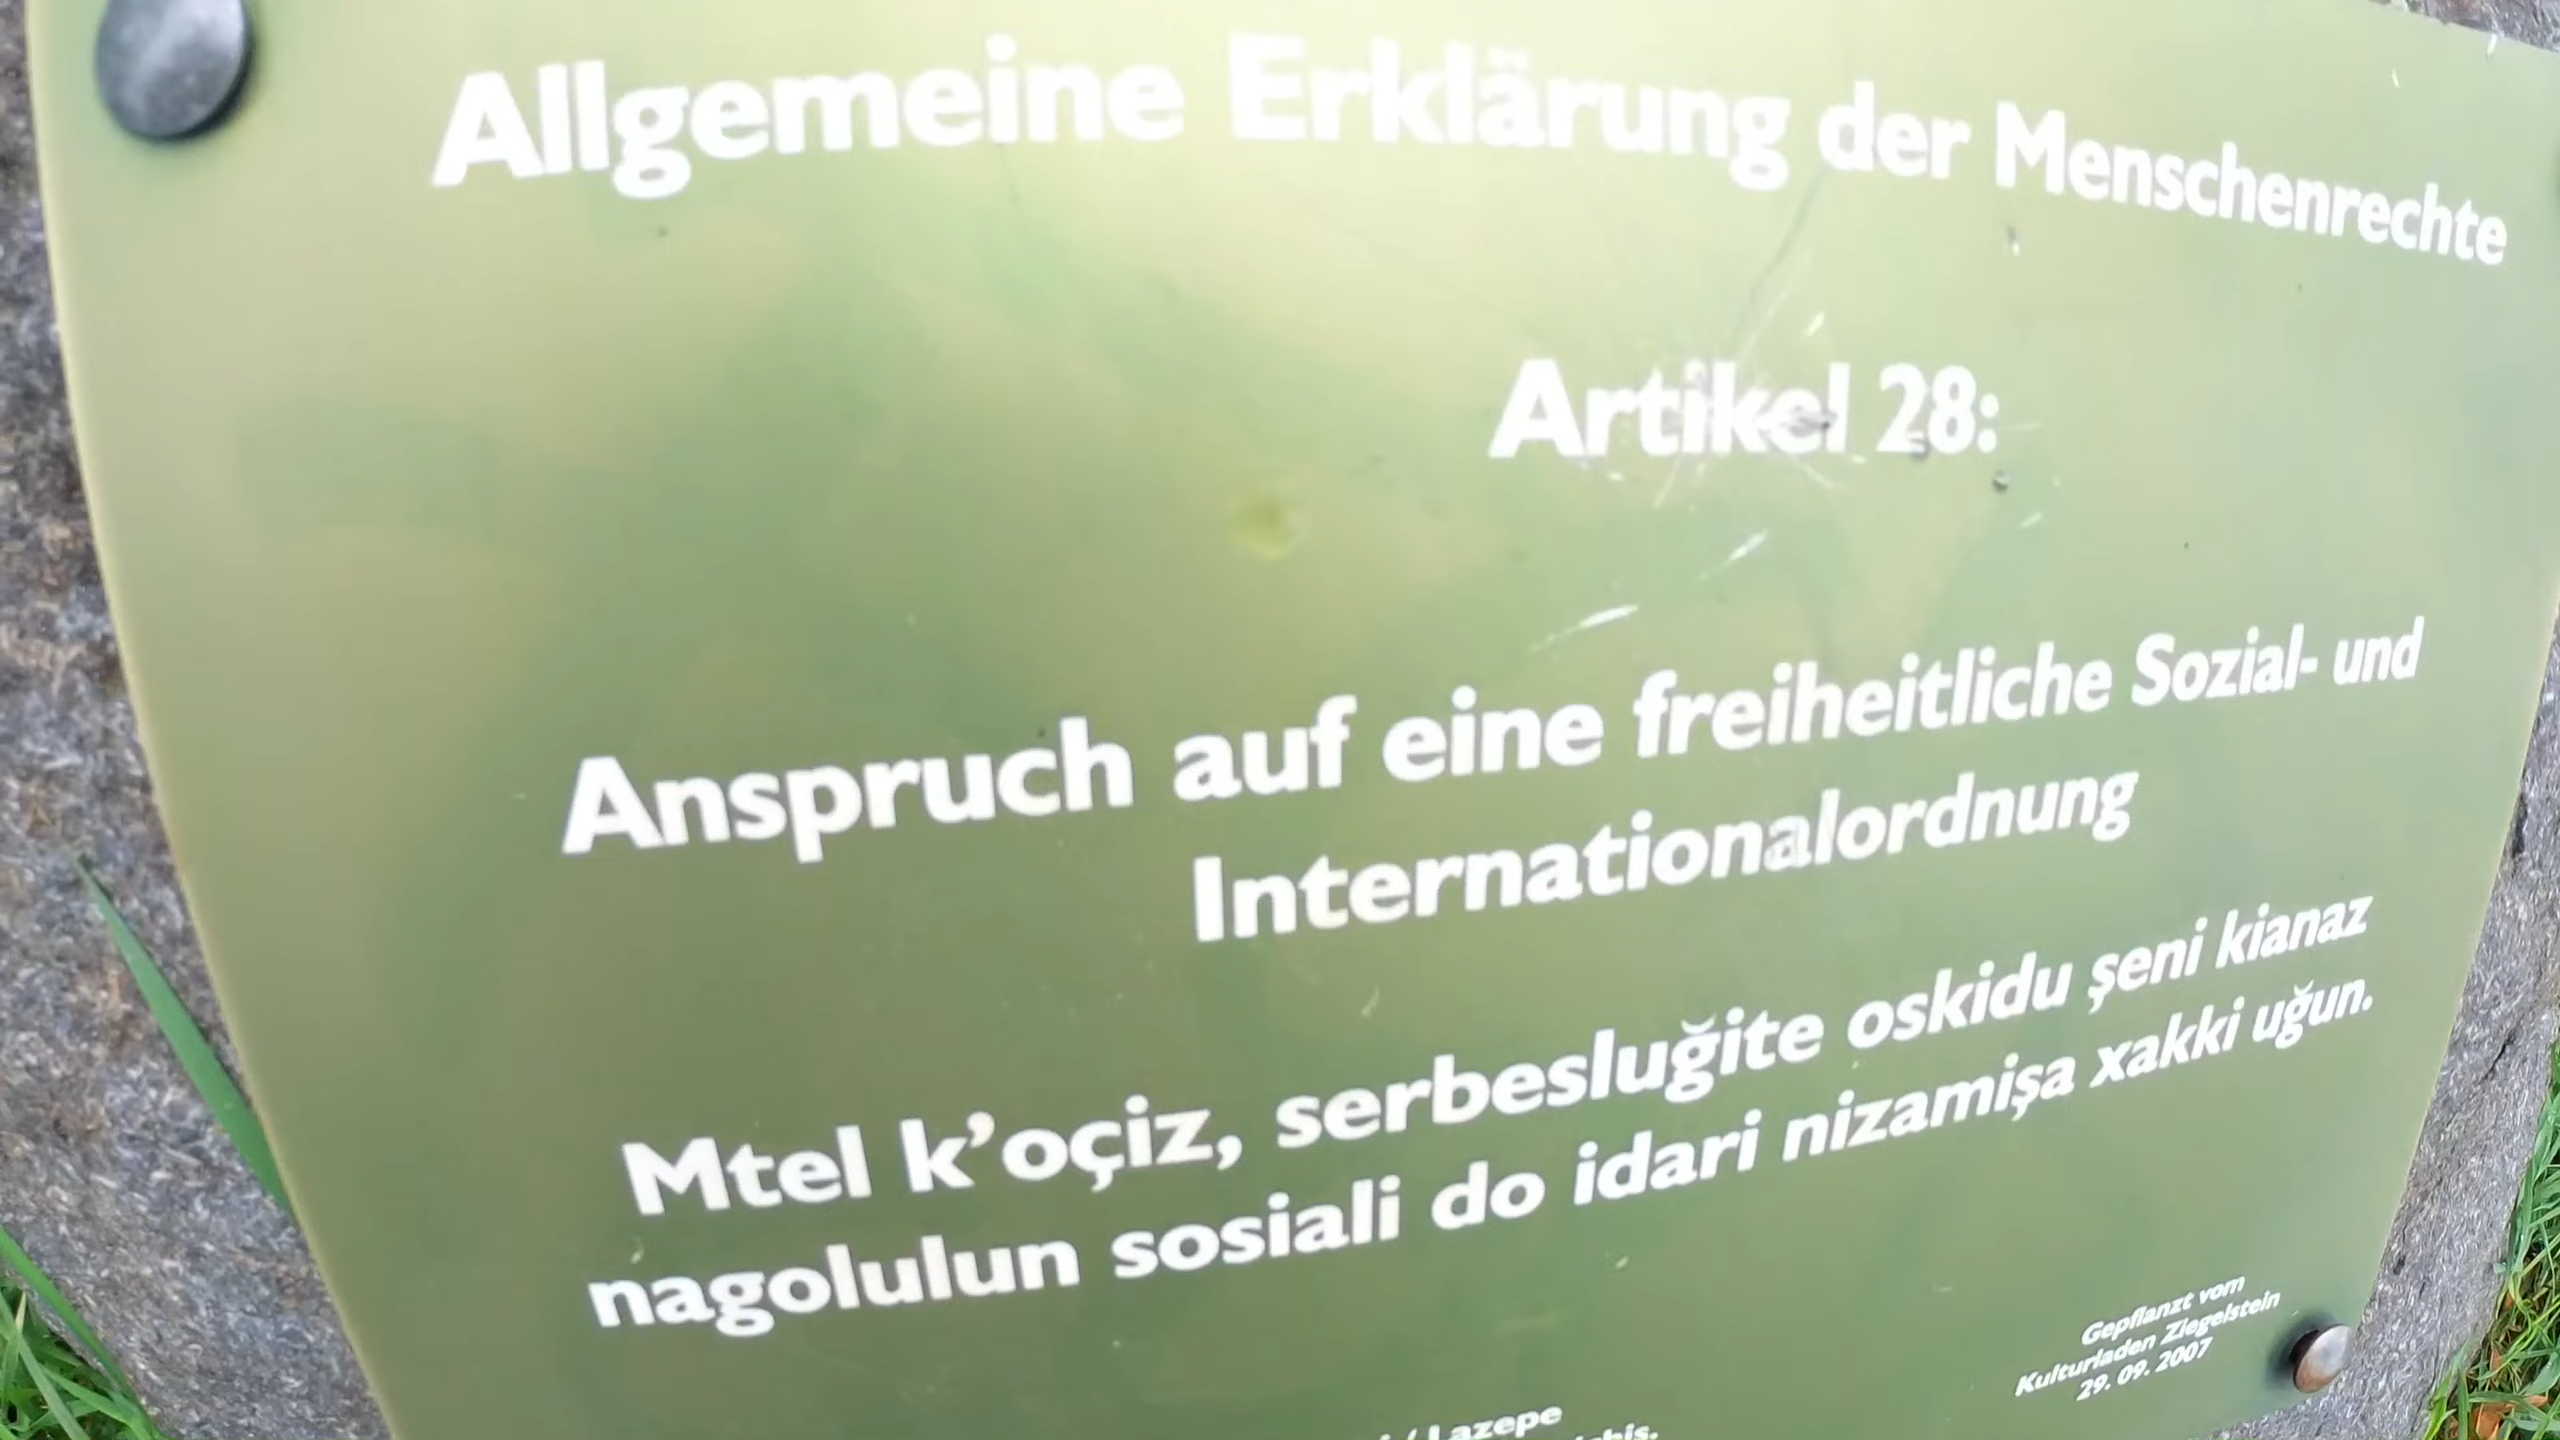 Allgemeine Erklärung der Menschenrechte
Artikel 28:
Anspruch auf eine freiheitliche Sozial- und
Internationalordnung
Mtel k'oçiz, serbesluğite oskidu şeni kianaz
nagolulun sosiali do idari nizamişa xakki uğun.
Gepflanzt vom
Kulturladen Ziegelstein
29. 09. 2007
/ Lazepe